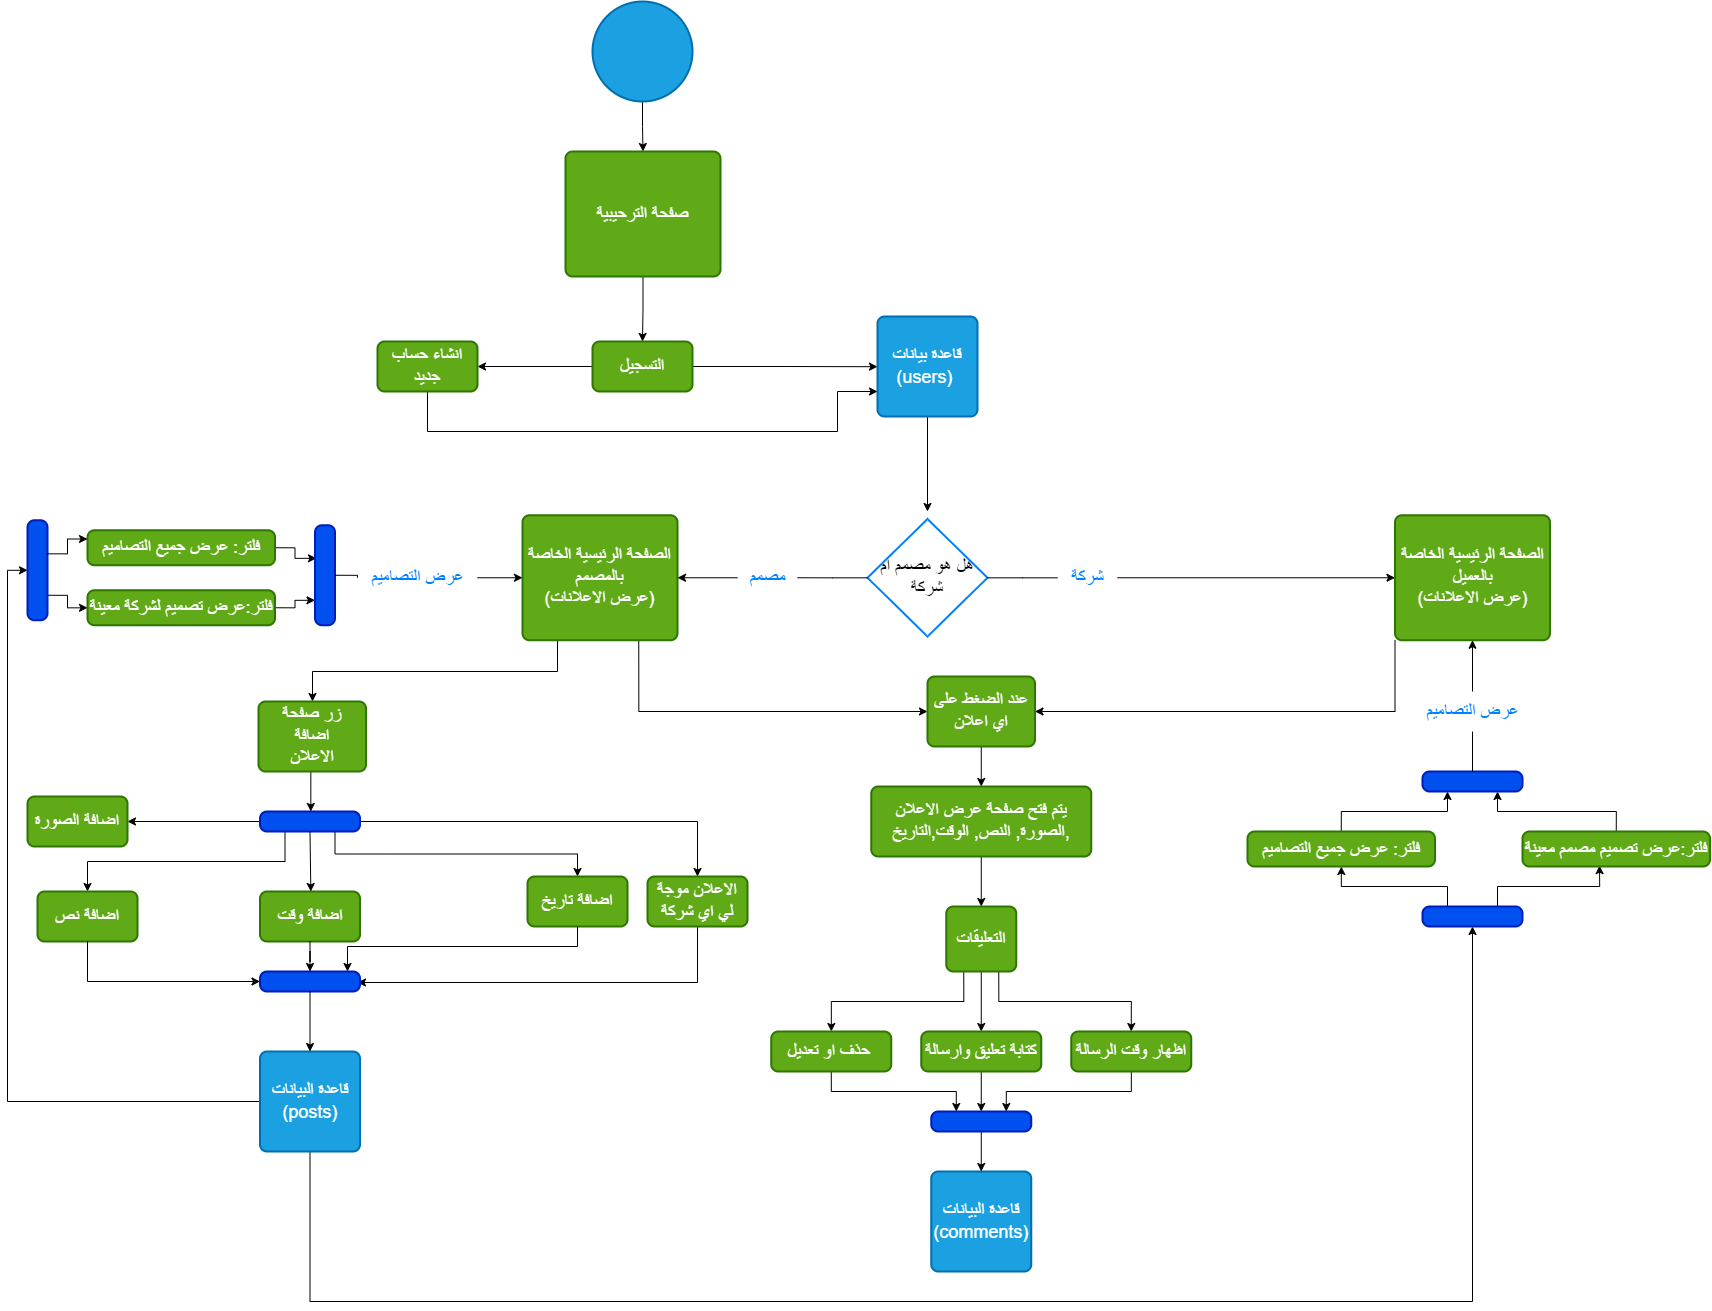 صفحة الترحيبية
انشاء حساب
جديد
التسجيل
قاعدة بيانات
(users)
فلتر: عرض جميع التصاميم
فلتر:عرض تصميم لشركة معينة
عرض التصاميم
الصفحة الرئيسية الخاصة
بالمصمم
(عرض الاعلانات)
مصمم
هل هو مصمم ام
شركة
شركة
الصفحة الرئيسية الخاصة
بالعميل
(عرض الاعلانات)
زر صفحة
اضافة
الاعلان
عند الضغط على
اي اعلان
عرض التصاميم
اضافة الصورة
يتم فتح صفحة عرض الاعلان
,الصورة, النص, الوقت,التاريخ
فلتر: عرض جميع التصاميم
فلتر:عرض تصميم مصمم معينة
اضافة نص
اضافة وقت
اضافة تاريخ
الاعلان موجة
لي اي شركة
التعليقات
حذف او تعديل
كتابة تعليق وارسالة
اظهار وقت الرسالة
قاعدة البيانات
(posts)
قاعدة البيانات
(comments)